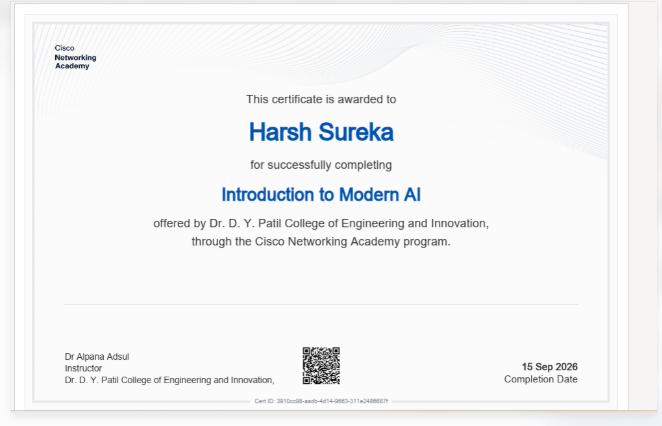 Cisco
Networking
Academy
This certificate is awarded to
Harsh Sureka
for successfully completing
Introduction to Modern AI
offered by Dr. D. Y. Patil College of Engineering and Innovation,
through the Cisco Networking Academy program.
Dr Alpana Adsul
Instructor
Dr. D. Y. Patil College of Engineering and Innovation,
15 Sep 2026
Completion Date
Cert ID: